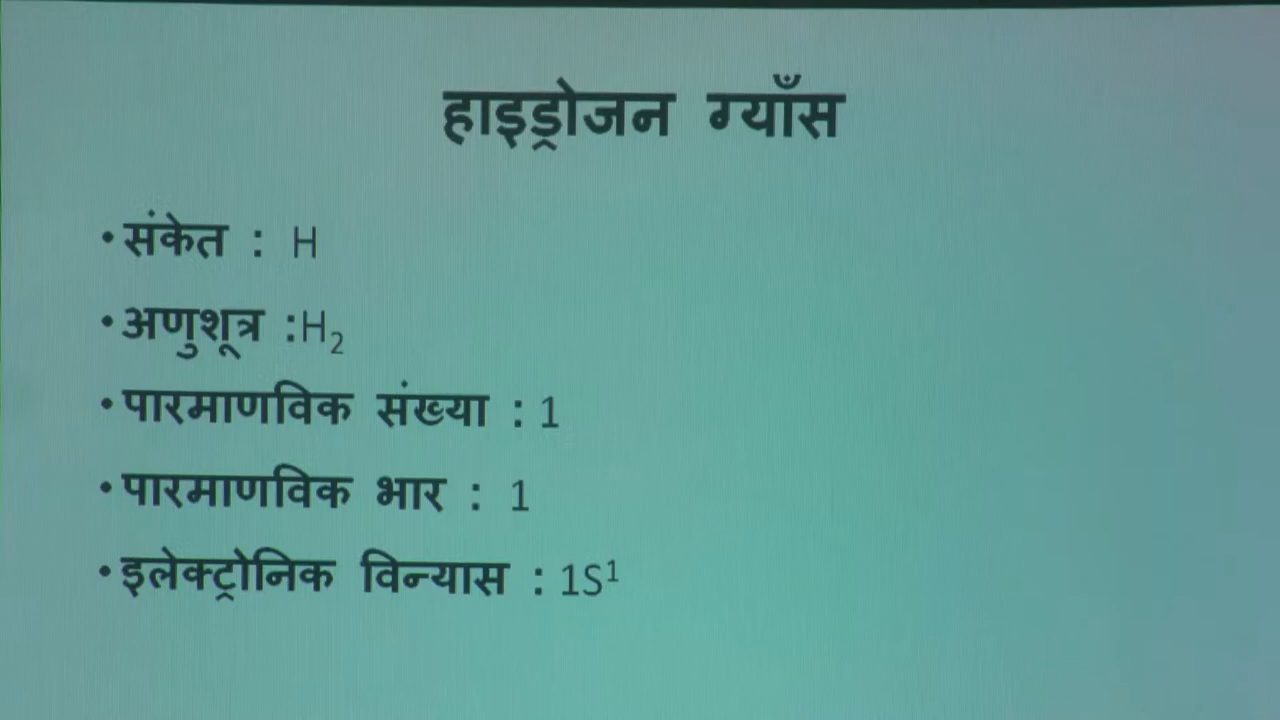 हाइड्रोजन ग्याँस
•संकेत : H
•अणुशूत्र :H₂
•पारमाणविक संख्या : 1
•पारमाणविक भार : 1
•इलेक्ट्रोनिक विन्यास : 1S¹